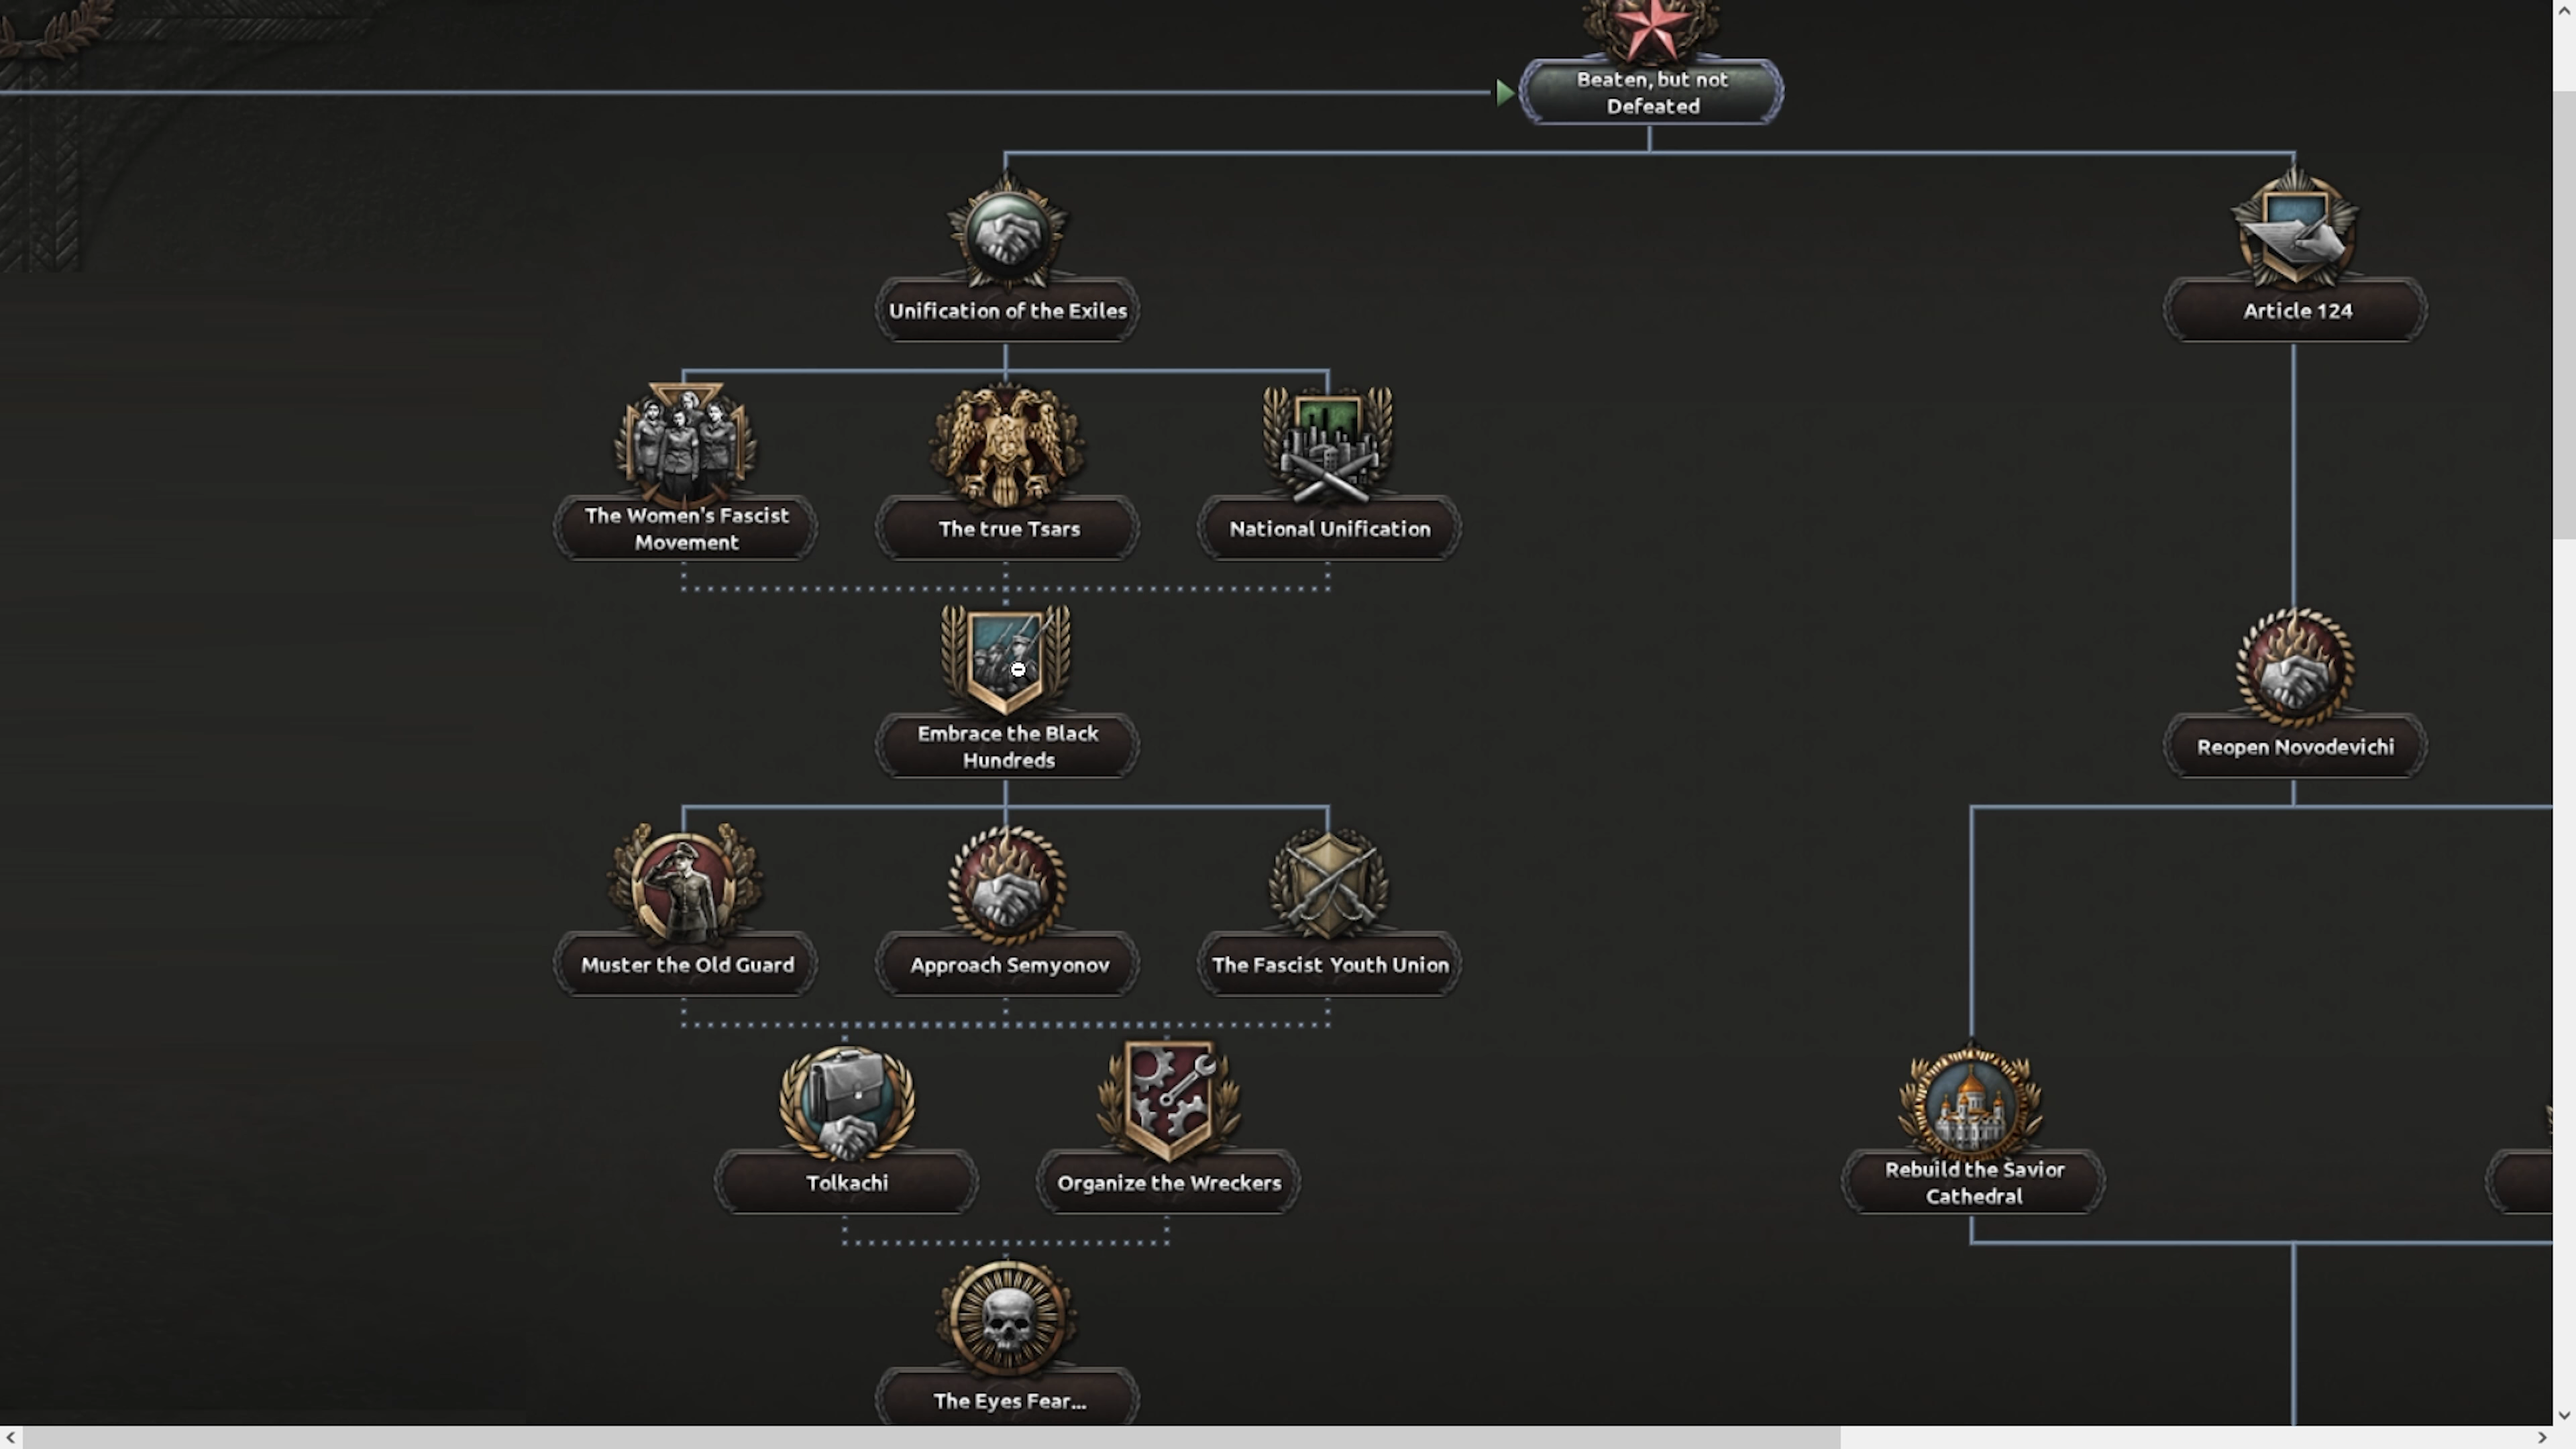 Beaten, but not
Defeated
Unification of the Exiles
Article 124
The Women's Fascist
Movement
The true Tsars
National Unification
Embrace the Black
Hundreds
Reopen Novodevichi
Muster the Old Guard
Approach Semyonov
The Fascist Youth Union
Tolkachi
Organize the Wreckers
Rebuild the Savior
Cathedral
The Eyes Fear...